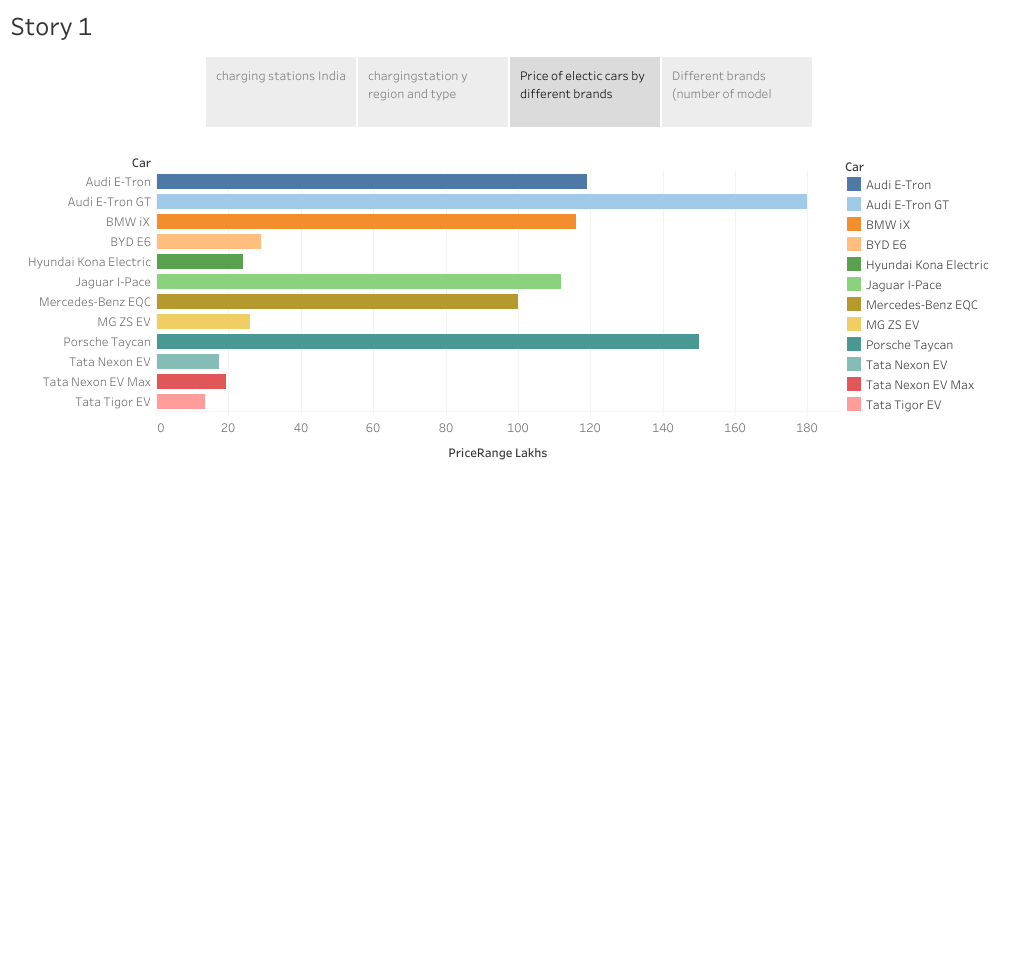 Story 1
charging stations India
chargingstation y
region and type
Price of electic cars by
different brands
Different brands
(number of model
Car
Audi E-Tron
Audi E-Tron GT
BMW iX
BYD E6
Hyundai Kona Electric
Jaguar I-Pace
Mercedes-Benz EQC
MG ZS EV
Porsche Taycan
Tata Nexon EV
Tata Nexon EV Max
Tata Tigor EV
0 20 40 60 80 100 120 140 160 180
PriceRange Lakhs
Car
Audi E-Tron
Audi E-Tron GT
BMW iX
BYD E6
Hyundai Kona Electric
Jaguar I-Pace
Mercedes-Benz EQC
MG ZS EV
Porsche Taycan
Tata Nexon EV
Tata Nexon EV Max
Tata Tigor EV